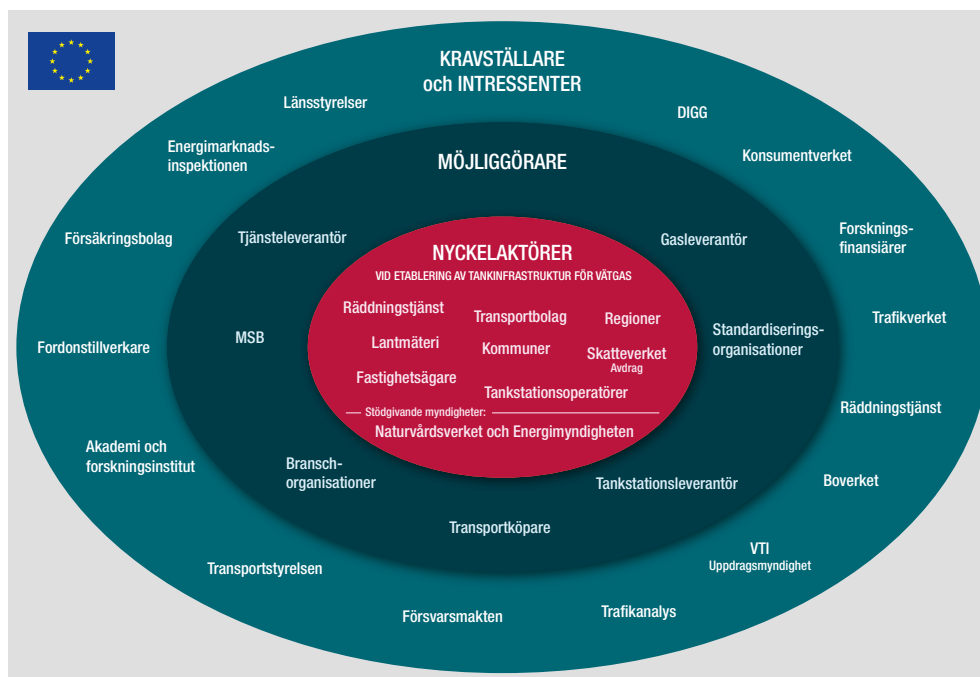 KRAVSTÄLLARE
och INTRESSENTER
Länsstyrelser
DIGG
Energimarknads-
inspektionen
Konsumentverket
MÖJLIGGÖRARE
Försäkringsbolag
Tjänsteleverantör
Gasleverantör
Forsknings-
finansiärer
NYCKELAKTÖRER
VID ETABLERING AV TANKINFRASTRUKTUR FÖR VÄTGAS
Räddningstjänst
Transportbolag
Regioner
Trafikverket
Fordonstillverkare
MSB
Lantmäteri
Kommuner
Skatteverket
Avdrag
Standardiserings-
organisationer
Fastighetsägare
Tankstationsoperatörer
Räddningstjänst
Stödgivande myndigheter:
Naturvårdsverket och Energimyndigheten
Akademi och
forskningsinstitut
Bransch-
organisationer
Tankstationsleverantör
Boverket
Transportköpare
VTI
Uppdragsmyndighet
Transportstyrelsen
Försvarsmakten
Trafikanalys